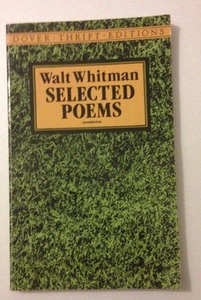 DOVER · THRIFT · EDITIONS
Walt Whitman
SELECTED
POEMS